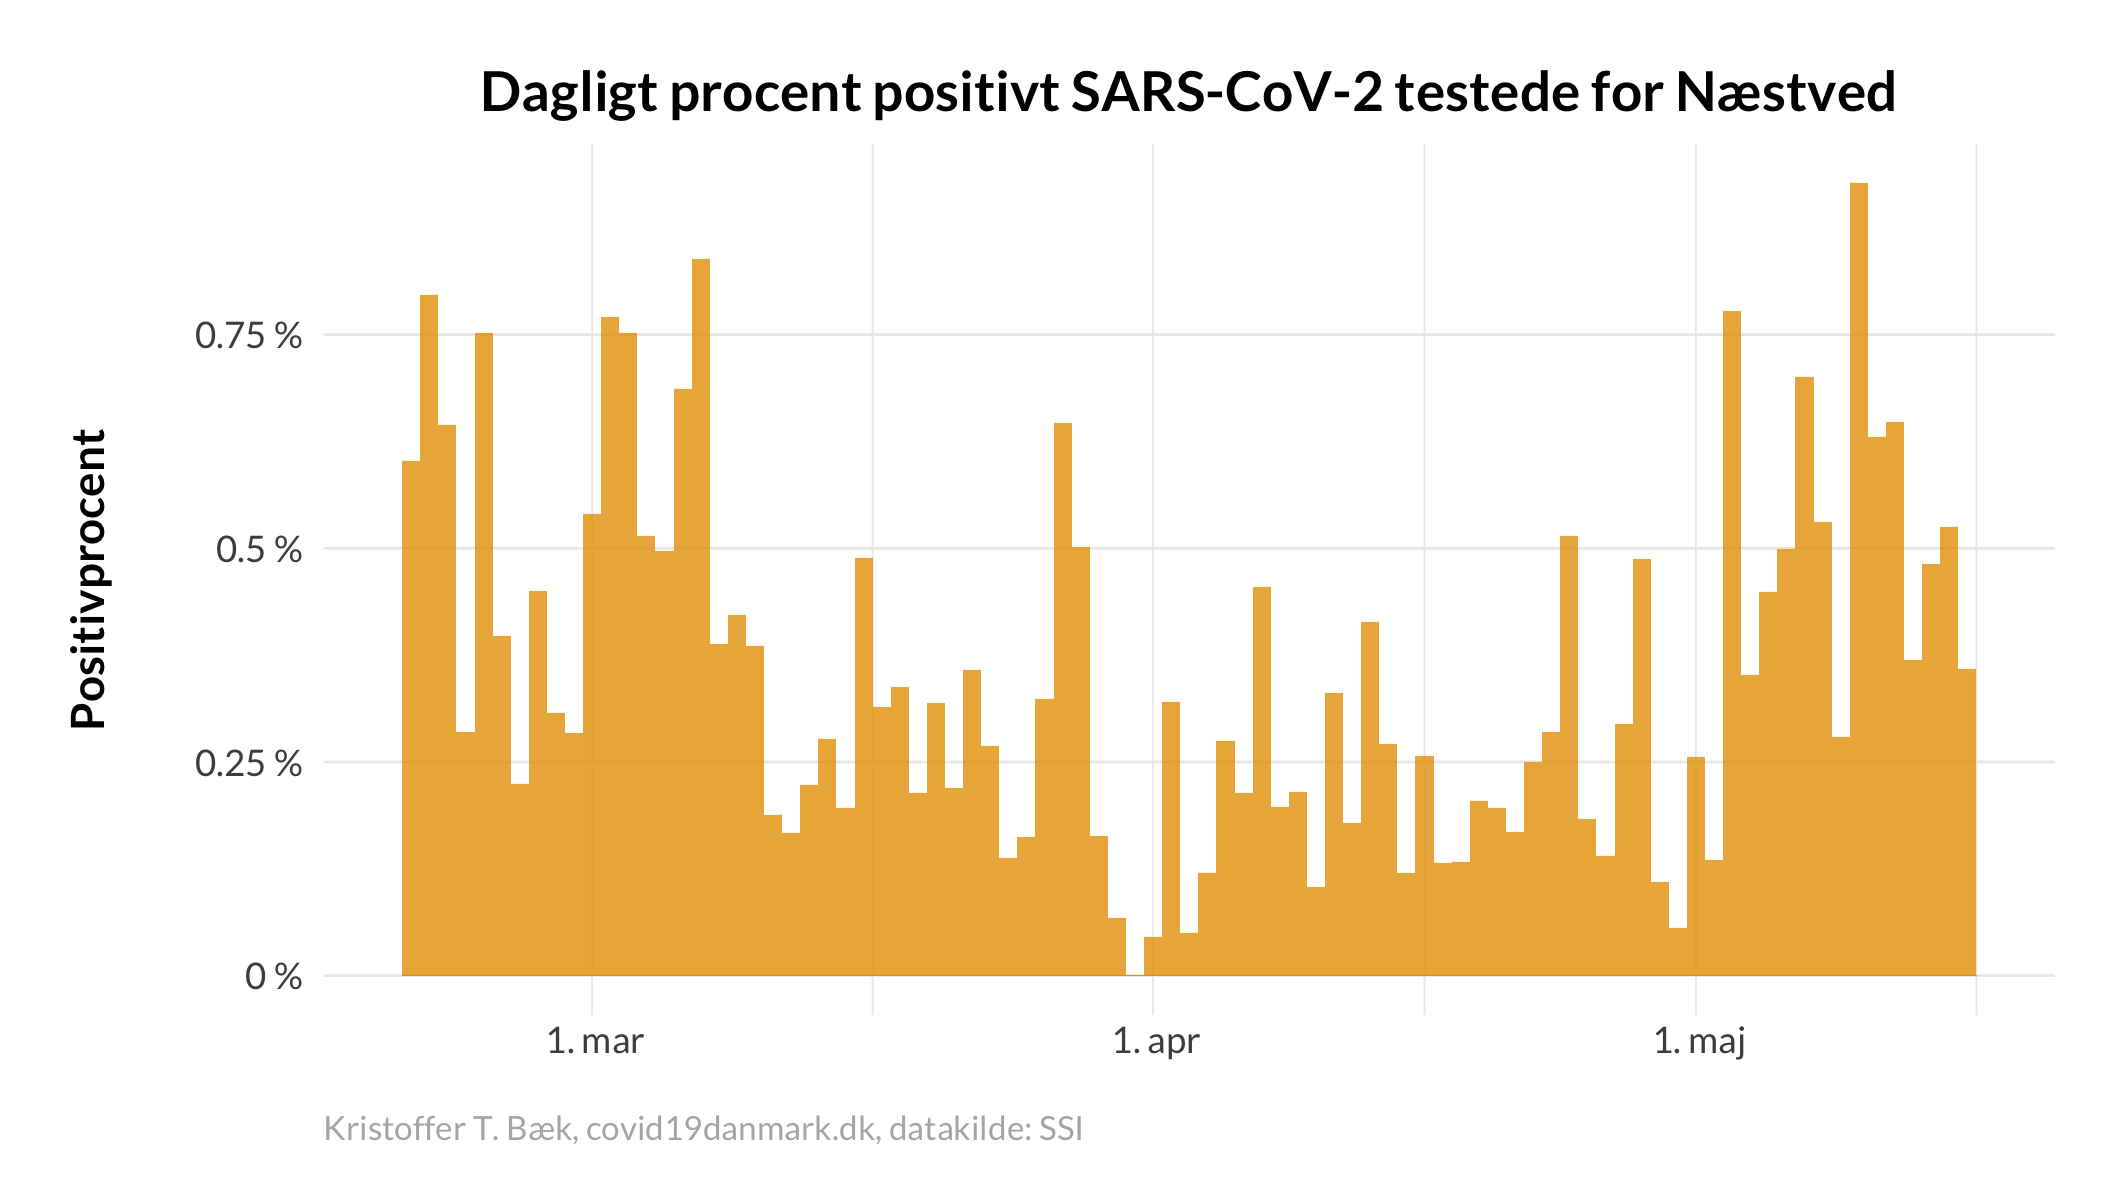 Dagligt procent positivt SARS-CoV-2 testede for Næstved
Positivprocent
0.75 %
0.5 %
0.25 %
0 %
1. mar
1. apr
1. maj
Kristoffer T. Bæk, covid19danmark.dk, datakilde: SSI